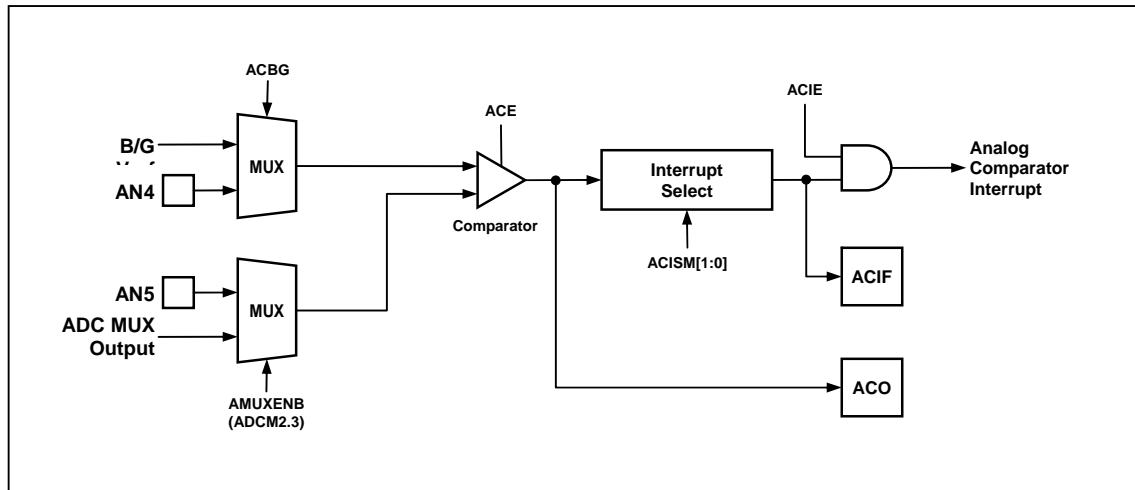 ACBG
B/G
AN4
MUX
ACE
Comparator
AN5
ADC MUX
Output
MUX
AMUXENB
(ADCM2.3)
Interrupt
Select
ACISM[1:0]
ACIE
Analog
Comparator
Interrupt
ACIF
ACO